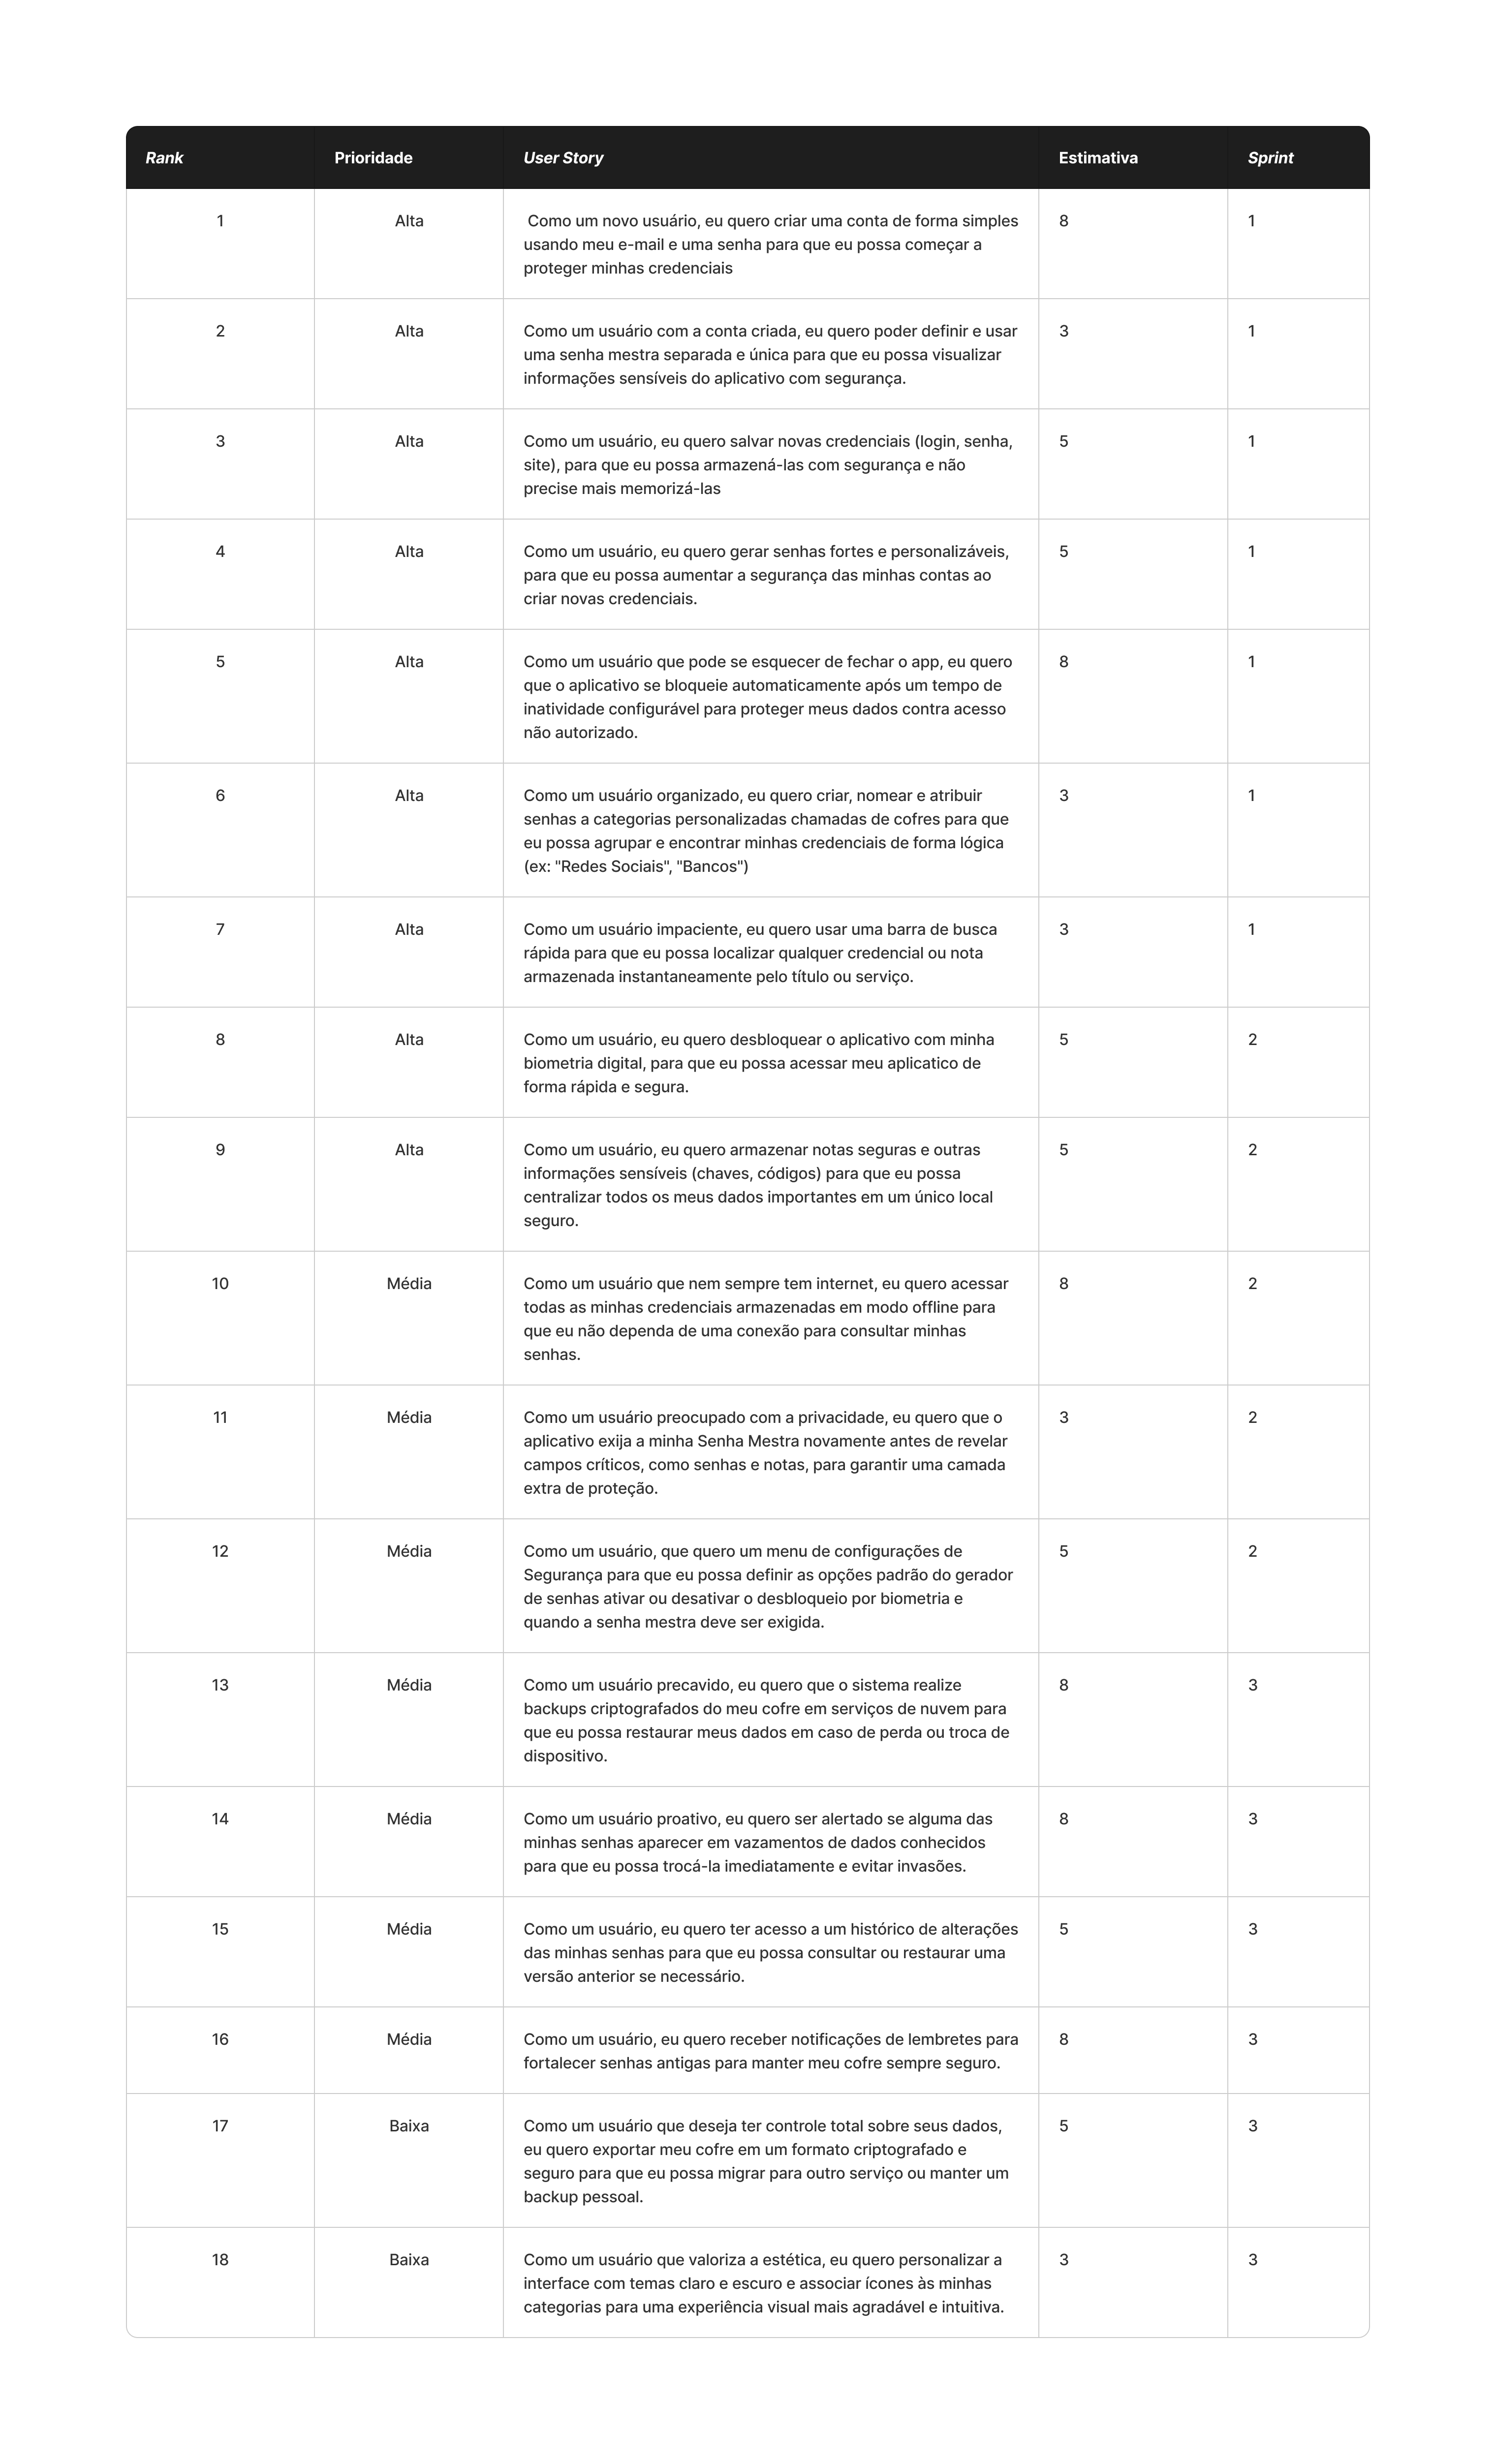 Rank Prioridade User Story Estimativa Sprint
1 Alta Como um novo usuário, eu quero criar uma conta de forma simples 8 1
usando meu e-mail e uma senha para que eu possa começar a
proteger minhas credenciais
2 Alta Como um usuário com a conta criada, eu quero poder definir e usar 3 1
uma senha mestra separada e única para que eu possa visualizar
informações sensíveis do aplicativo com segurança.
3 Alta Como um usuário, eu quero salvar novas credenciais (login, senha, 5 1
site), para que eu possa armazená-las com segurança e não
precise mais memorizá-las
4 Alta Como um usuário, eu quero gerar senhas fortes e personalizáveis, 5 1
para que eu possa aumentar a segurança das minhas contas ao
criar novas credenciais.
5 Alta Como um usuário que pode se esquecer de fechar o app, eu quero 8 1
que o aplicativo se bloqueie automaticamente após um tempo de
inatividade configurável para proteger meus dados contra acesso
não autorizado.
6 Alta Como um usuário organizado, eu quero criar, nomear e atribuir 3 1
senhas a categorias personalizadas chamadas de cofres para que
eu possa agrupar e encontrar minhas credenciais de forma lógica
(ex: "Redes Sociais", "Bancos")
7 Alta Como um usuário impaciente, eu quero usar uma barra de busca 3 1
rápida para que eu possa localizar qualquer credencial ou nota
armazenada instantaneamente pelo título ou serviço.
8 Alta Como um usuário, eu quero desbloquear o aplicativo com minha 5 2
biometria digital, para que eu possa acessar meu aplicatico de
forma rápida e segura.
9 Alta Como um usuário, eu quero armazenar notas seguras e outras 5 2
informações sensíveis (chaves, códigos) para que eu possa
centralizar todos os meus dados importantes em um único local
seguro.
10 Média Como um usuário que nem sempre tem internet, eu quero acessar 8 2
todas as minhas credenciais armazenadas em modo offline para
que eu não dependa de uma conexão para consultar minhas
senhas.
11 Média Como um usuário preocupado com a privacidade, eu quero que o 3 2
aplicativo exija a minha Senha Mestra novamente antes de revelar
campos críticos, como senhas e notas, para garantir uma camada
extra de proteção.
12 Média Como um usuário, que quero um menu de configurações de 5 2
Segurança para que eu possa definir as opções padrão do gerador
de senhas ativar ou desativar o desbloqueio por biometria e
quando a senha mestra deve ser exigida.
13 Média Como um usuário precavido, eu quero que o sistema realize 8 3
backups criptografados do meu cofre em serviços de nuvem para
que eu possa restaurar meus dados em caso de perda ou troca de
dispositivo.
14 Média Como um usuário proativo, eu quero ser alertado se alguma das 8 3
minhas senhas aparecer em vazamentos de dados conhecidos
para que eu possa trocá-la imediatamente e evitar invasões.
15 Média Como um usuário, eu quero ter acesso a um histórico de alterações 5 3
das minhas senhas para que eu possa consultar ou restaurar uma
versão anterior se necessário.
16 Média Como um usuário, eu quero receber notificações de lembretes para 8 3
fortalecer senhas antigas para manter meu cofre sempre seguro.
17 Baixa Como um usuário que deseja ter controle total sobre seus dados, 5 3
eu quero exportar meu cofre em um formato criptografado e
seguro para que eu possa migrar para outro serviço ou manter um
backup pessoal.
18 Baixa Como um usuário que valoriza a estética, eu quero personalizar a 3 3
interface com temas claro e escuro e associar ícones às minhas
categorias para uma experiência visual mais agradável e intuitiva.